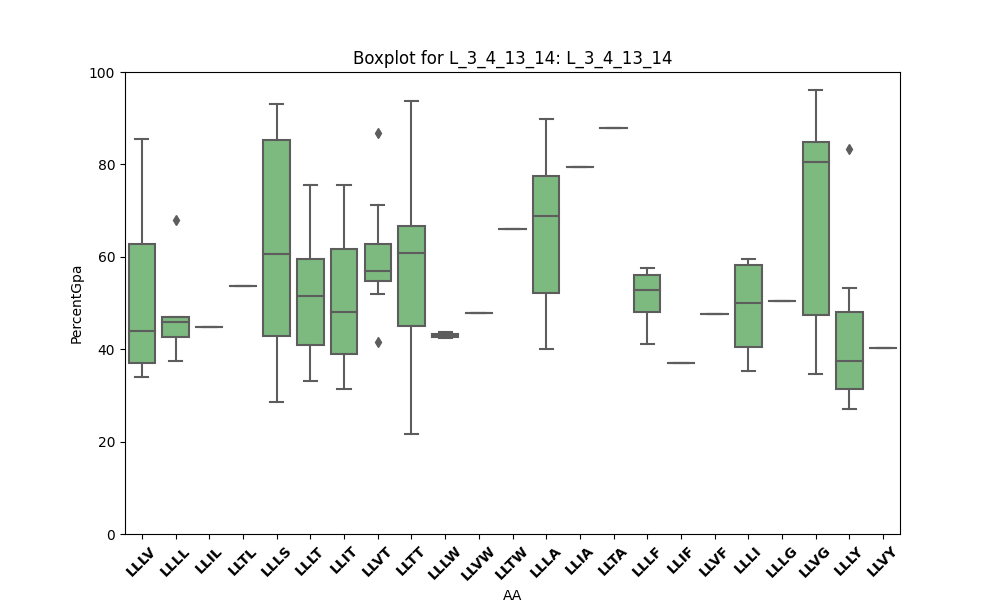 Boxplot for L_3_4_13_14: L_3_4_13_14
100
80
60
40
20
0
PercentGpa
LLLV LLLL LLIL LLTL LLLS LLLT LLIT LLVT LLTT LLLW LLVW LLTW LLLA LLIA LLTA LLLF LLIF LLVF LLLI LLLG LLVG LLLY LLVY
AA